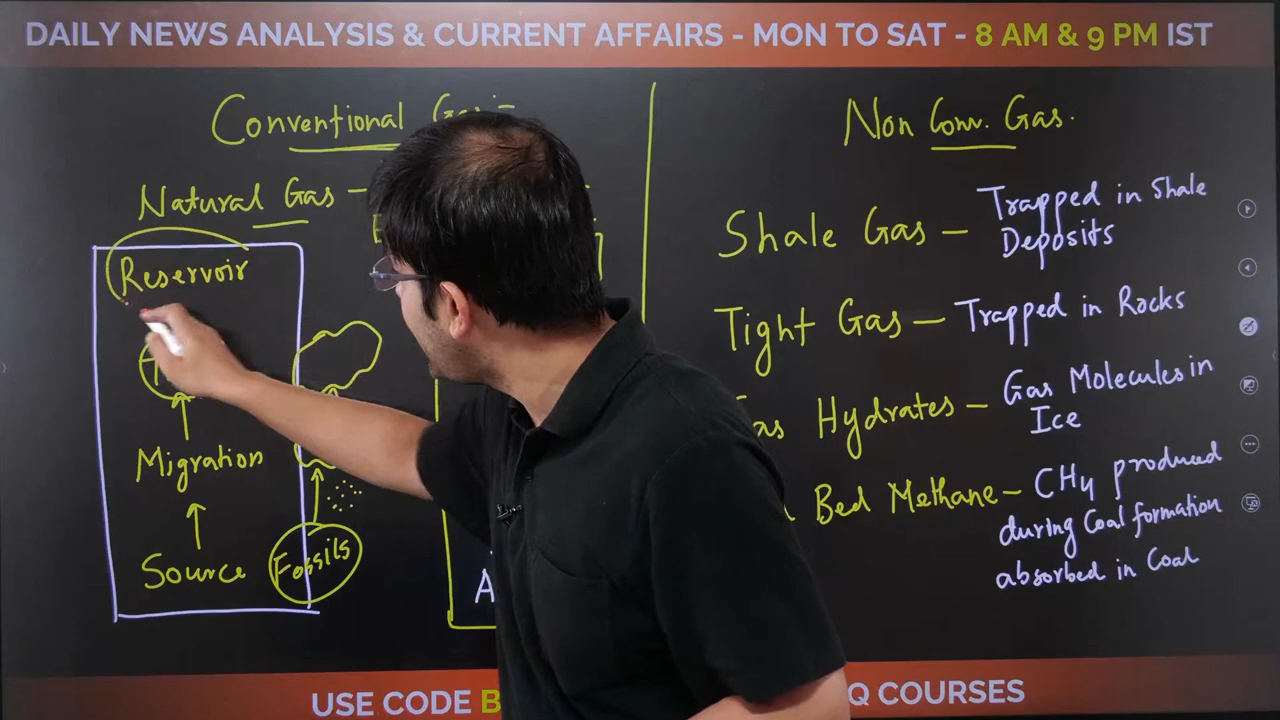 DAILY NEWS ANALYSIS & CURRENT AFFAIRS - MON TO SAT - 8 AM & 9 PM IST
Conventional Gas :-
Natural Gas -
Reservoir
Migration
Source
Fossils
A
Non Conv. Gas.
Shale Gas - Trapped in Shale
Deposits
Tight Gas - Trapped in Rocks
Hydrates - Gas Molecules in
Ice
Bed Methane - CH4 produced
during Coal formation
absorbed in Coal
USE CODE B
Q COURSES